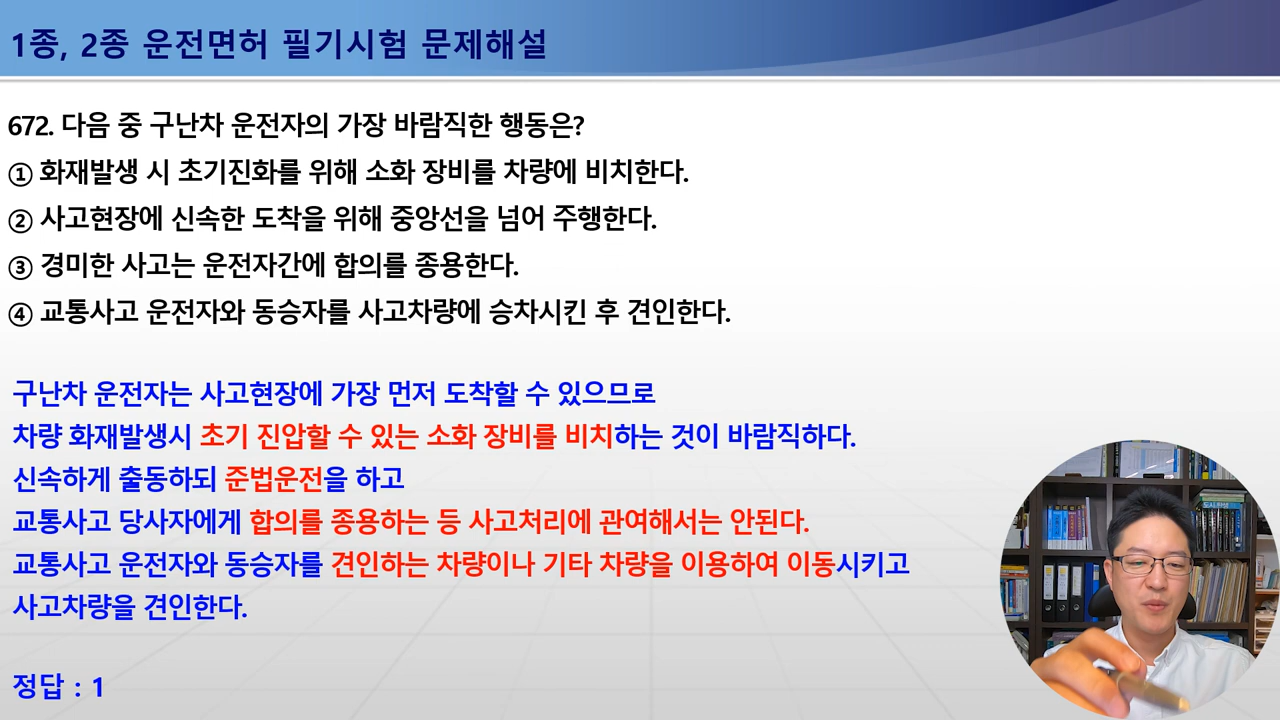 1종, 2종 운전면허 필기시험 문제해설
672. 다음 중 구난차 운전자의 가장 바람직한 행동은?
① 화재발생 시 초기진화를 위해 소화 장비를 차량에 비치한다.
② 사고현장에 신속한 도착을 위해 중앙선을 넘어 주행한다.
③ 경미한 사고는 운전자간에 합의를 종용한다.
④ 교통사고 운전자와 동승자를 사고차량에 승차시킨 후 견인한다.
구난차 운전자는 사고현장에 가장 먼저 도착할 수 있으므로
차량 화재발생시 초기 진압할 수 있는 소화 장비를 비치하는 것이 바람직하다.
신속하게 출동하되 준법운전을 하고
교통사고 당사자에게 합의를 종용하는 등 사고처리에 관여해서는 안된다.
교통사고 운전자와 동승자를 견인하는 차량이나 기타 차량을 이용하여 이동시키고
사고차량을 견인한다.
정답 : 1